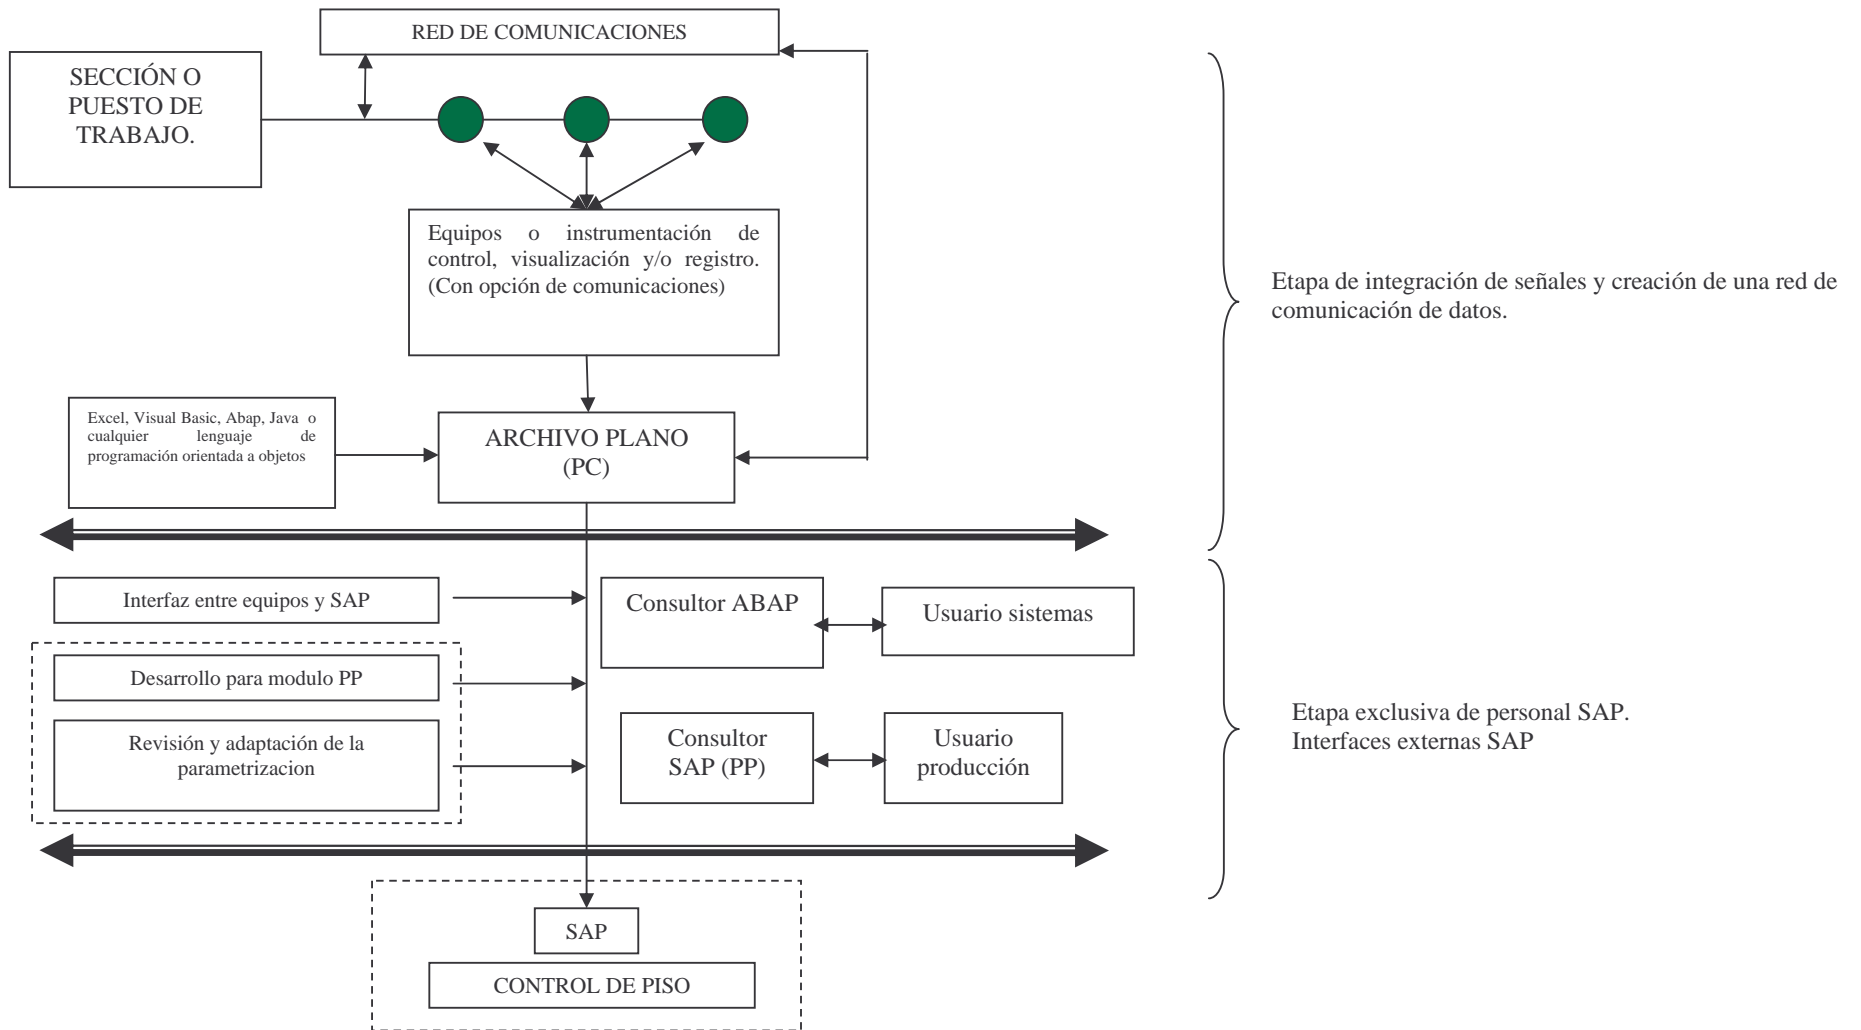 RED DE COMUNICACIONES
SECCIÓN O
PUESTO DE
TRABAJO.
Equipos o instrumentación de
control, visualización y/o registro.
(Con opción de comunicaciones)
Etapa de integración de señales y creación de una red de
comunicación de datos.
Excel, Visual Basic, Abap, Java o
cualquier lenguaje de
programación orientada a objetos
ARCHIVO PLANO
(PC)
Interfaz entre equipos y SAP
Consultor ABAP
Usuario sistemas
Desarrollo para modulo PP
Revisión y adaptación de la
parametrizacion
Consultor
SAP (PP)
Usuario
producción
Etapa exclusiva de personal SAP.
Interfaces externas SAP
SAP
CONTROL DE PISO